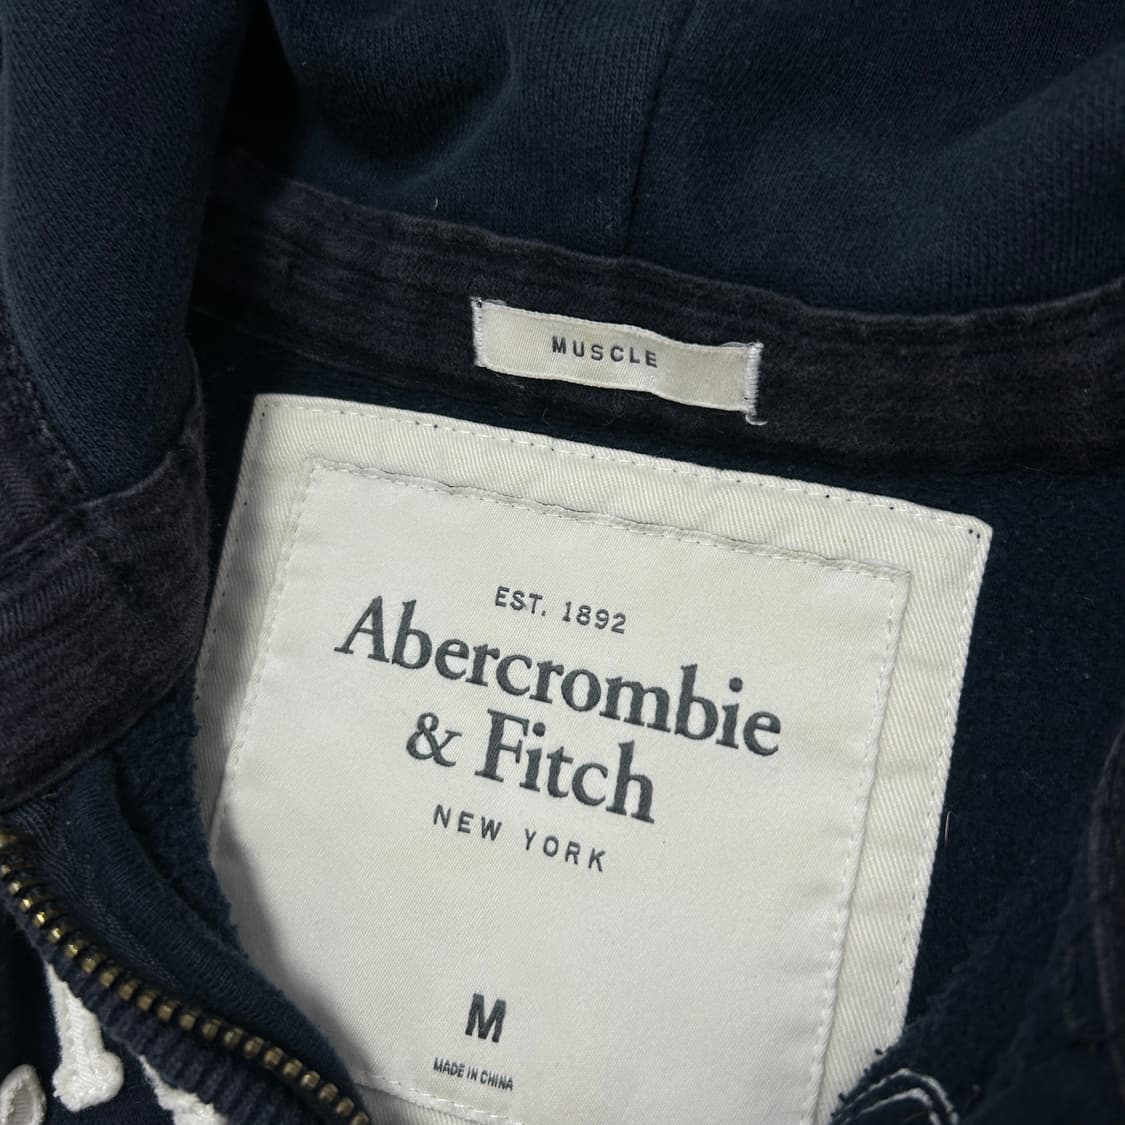 MUSCLE
EST. 1892
Abercrombie
& Fitch
NEW YORK
M
MADE IN CHINA